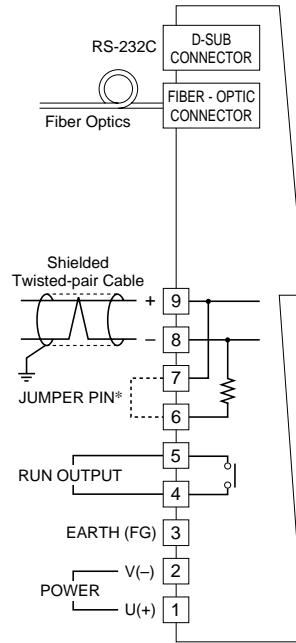 RS-232C
D-SUB
CONNECTOR
FIBER - OPTIC
CONNECTOR
Fiber Optics
Shielded
Twisted-pair Cable
+ 9
– 8
7
JUMPER PIN*
6
5
RUN OUTPUT
4
EARTH (FG) 3
V(–) 2
POWER
U(+) 1